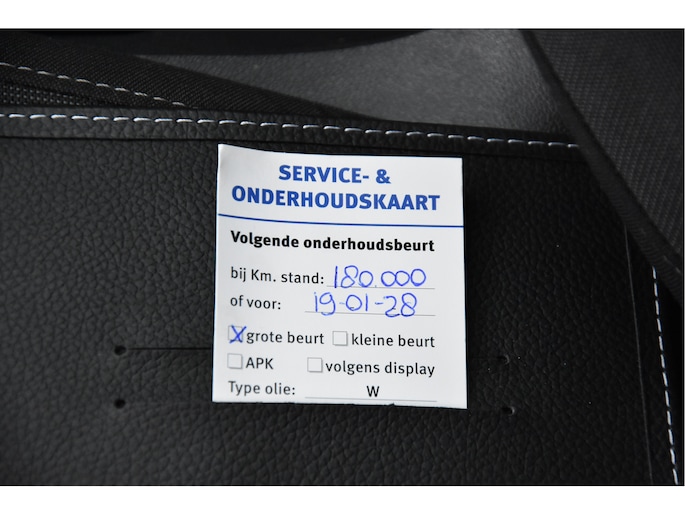 SERVICE- &
ONDERHOUDSKAART
Volgende onderhoudsbeurt
bij Km. stand: 180.000
of voor: 19-01-28
X grote beurt kleine beurt
APK volgens display
Type olie: W